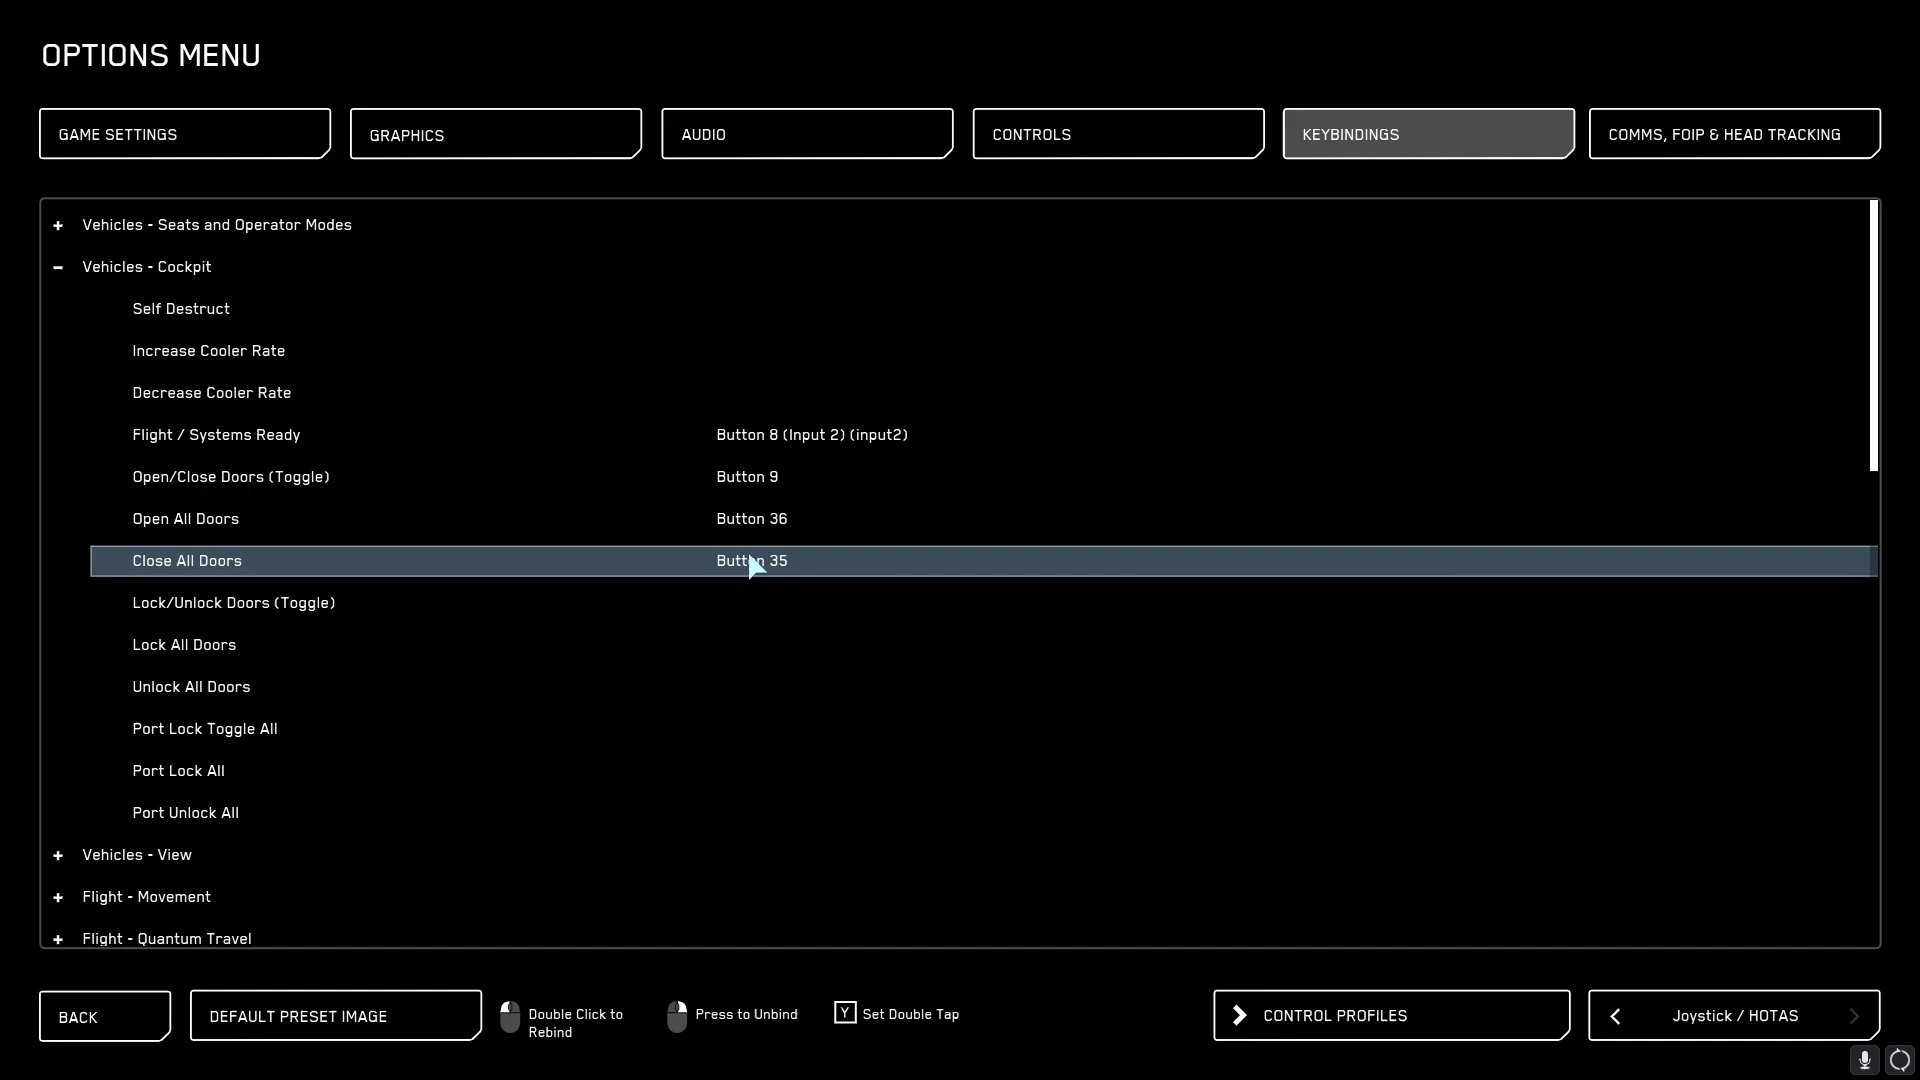 OPTIONS MENU
GAME SETTINGS
GRAPHICS
AUDIO
CONTROLS
KEYBINDINGS
COMMS, FOIP & HEAD TRACKING
+ Vehicles - Seats and Operator Modes
- Vehicles - Cockpit
Self Destruct
Increase Cooler Rate
Decrease Cooler Rate
Flight / Systems Ready Button 8 (Input 2) (input2)
Open/Close Doors (Toggle) Button 9
Open All Doors Button 36
Close All Doors Button 35
Lock/Unlock Doors (Toggle)
Lock All Doors
Unlock All Doors
Port Lock Toggle All
Port Lock All
Port Unlock All
+ Vehicles - View
+ Flight - Movement
+ Flight - Quantum Travel
BACK
DEFAULT PRESET IMAGE
Double Click to
Rebind
Press to Unbind
Y Set Double Tap
CONTROL PROFILES
Joystick / HOTAS